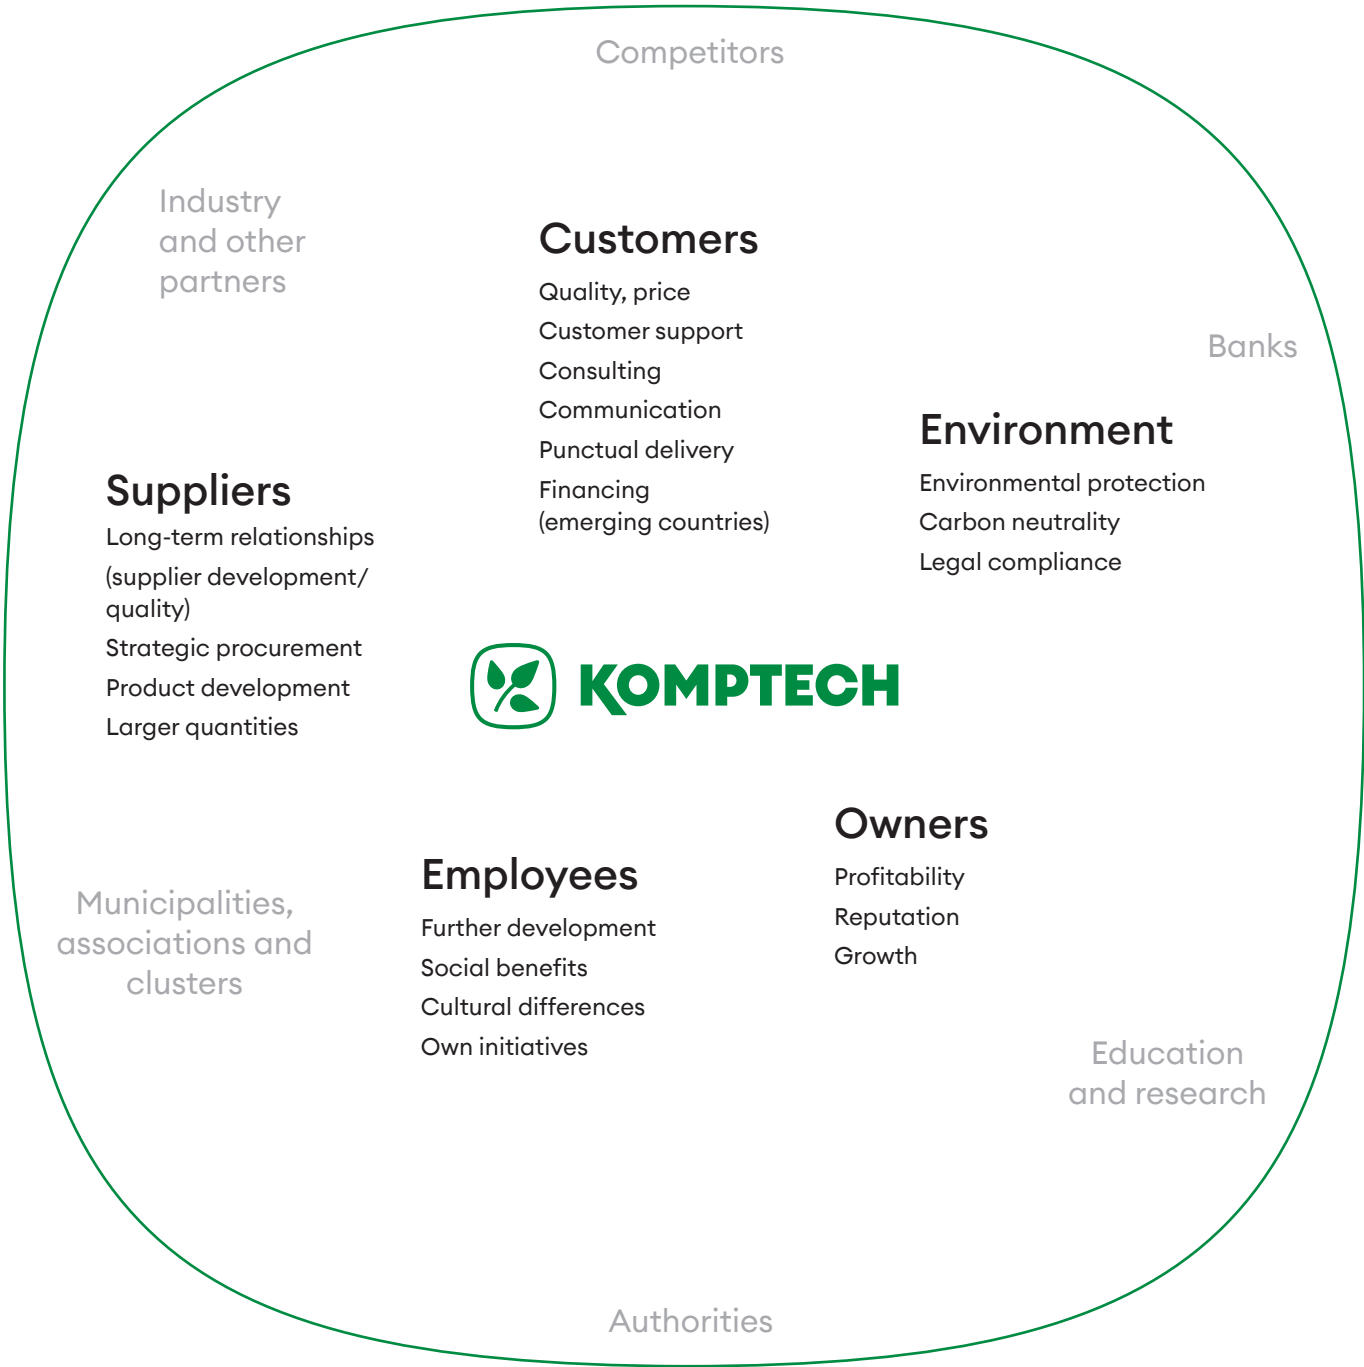 Competitors
Industry
and other
partners
Customers
Quality, price
Customer support
Consulting
Communication
Punctual delivery
Financing
(emerging countries)
Banks
Environment
Environmental protection
Carbon neutrality
Legal compliance
Suppliers
Long-term relationships
(supplier development/
quality)
Strategic procurement
Product development
Larger quantities
KOMPTECH
Owners
Profitability
Reputation
Growth
Employees
Further development
Social benefits
Cultural differences
Own initiatives
Municipalities,
associations and
clusters
Education
and research
Authorities